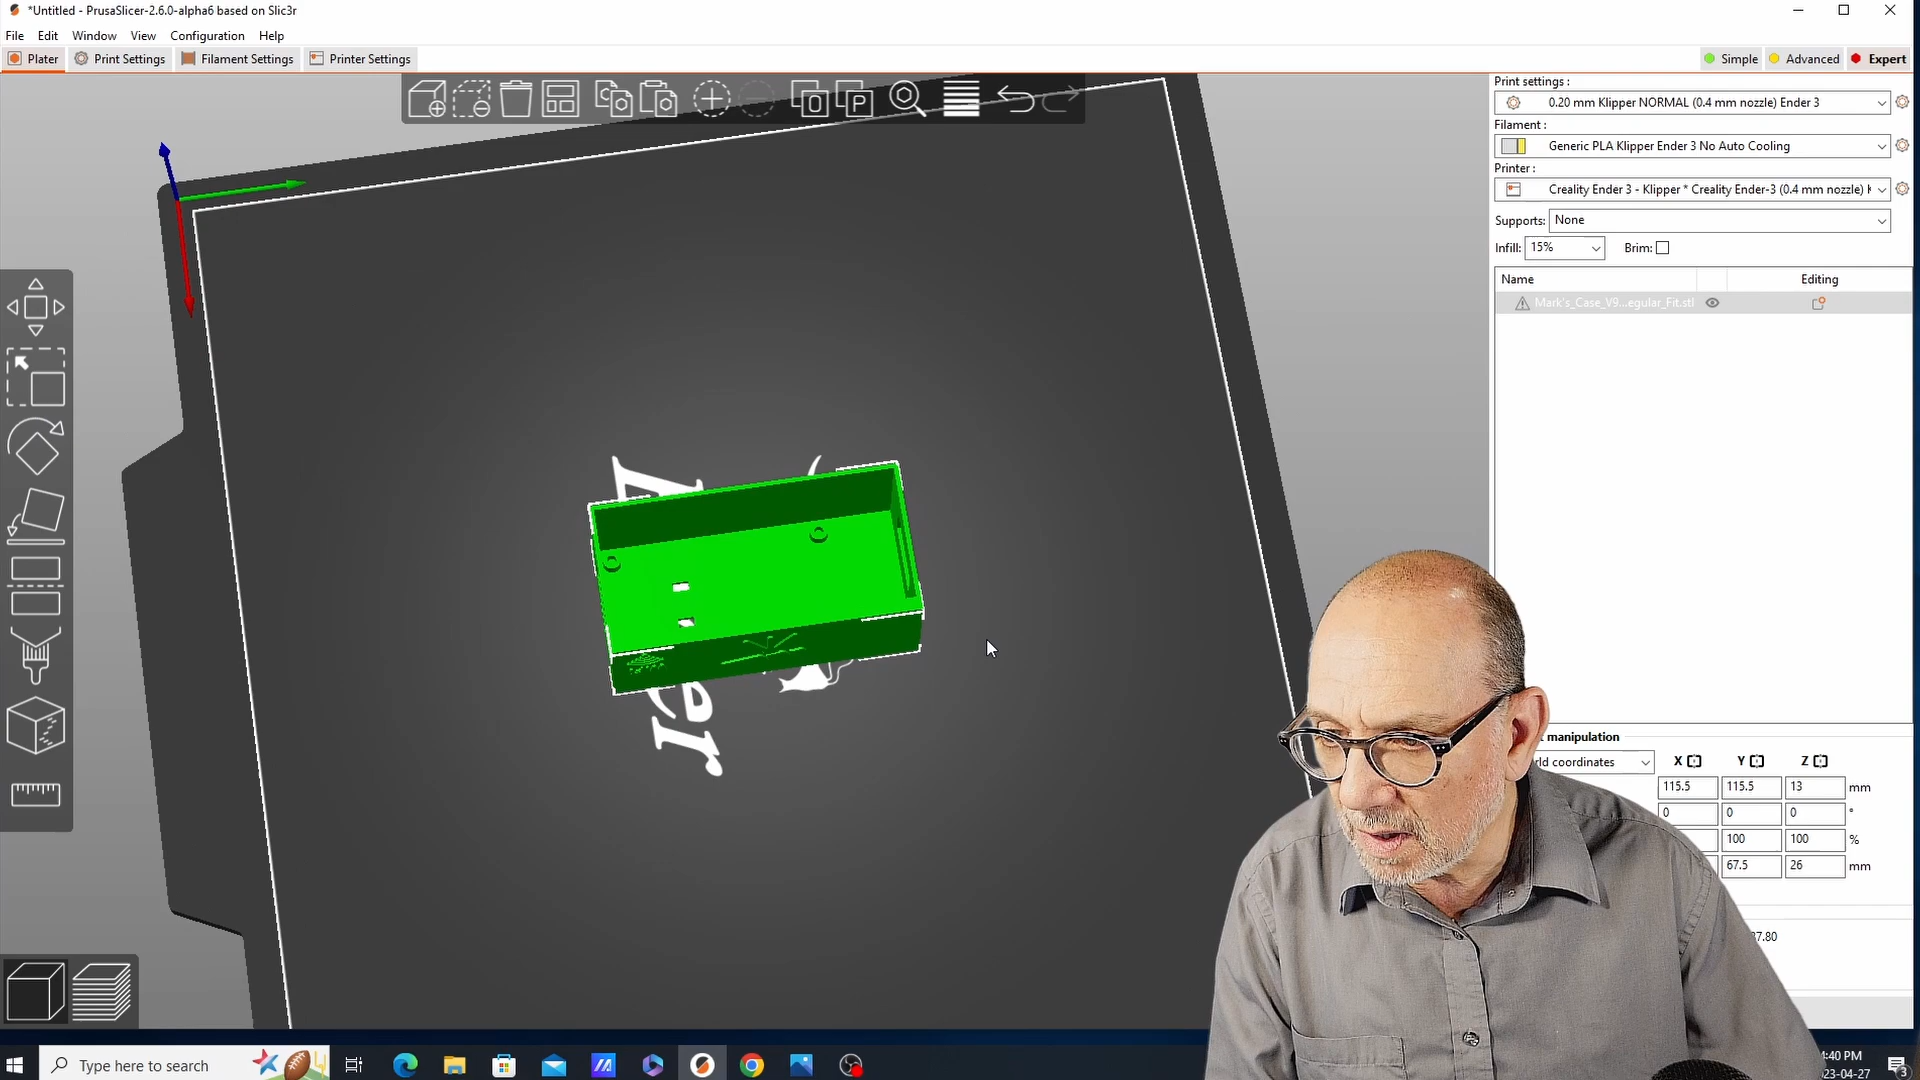 *Untitled - PrusaSlicer-2.6.0-alpha6 based on Slic3r
File Edit Window View Configuration Help
Plater Print Settings Filament Settings Printer Settings
Simple Advanced Expert
Print settings :
0.20 mm Klipper NORMAL (0.4 mm nozzle) Ender 3
Filament :
Generic PLA Klipper Ender 3 No Auto Cooling
Printer :
Creality Ender 3 - Klipper * Creality Ender-3 (0.4 mm nozzle)
Supports: None
Infill: 15% Brim:
Name Editing
Mark's_Case_V9...egular_Fit.stl
manipulation
rld coordinates X Y Z
115.5 115.5 13 mm
0 0 0 °
100 100 %
67.5 26 mm
37.80
er
Type here to search
4:40 PM
023-04-27
3